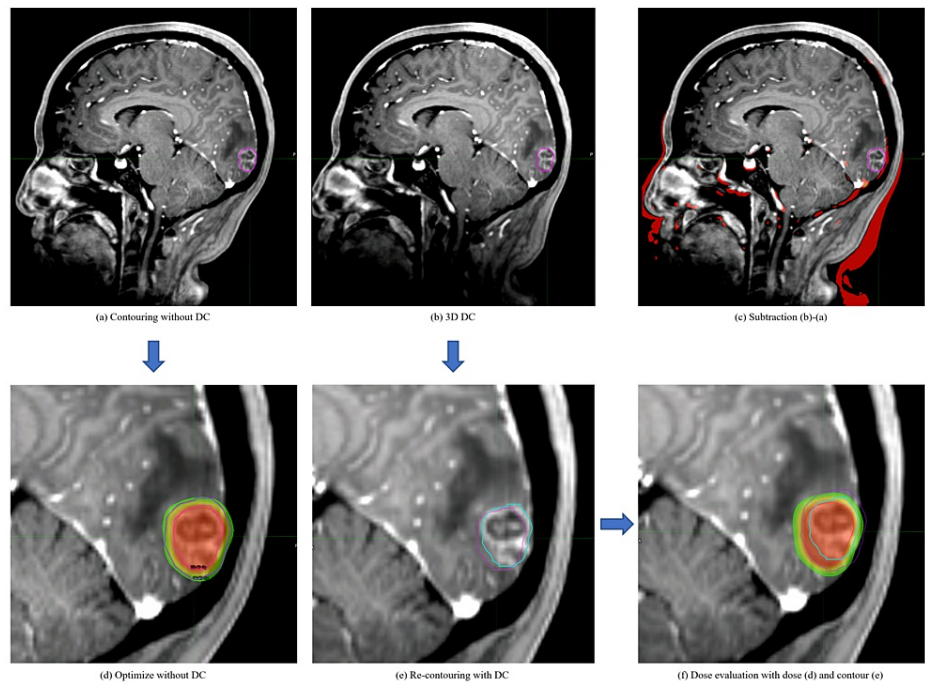 (a) Contouring without DC
(b) 3D DC
(c) Subtraction (b)-(a)
(d) Optimize without DC
(e) Re-contouring with DC
(f) Dose evaluation with dose (d) and contour (e)